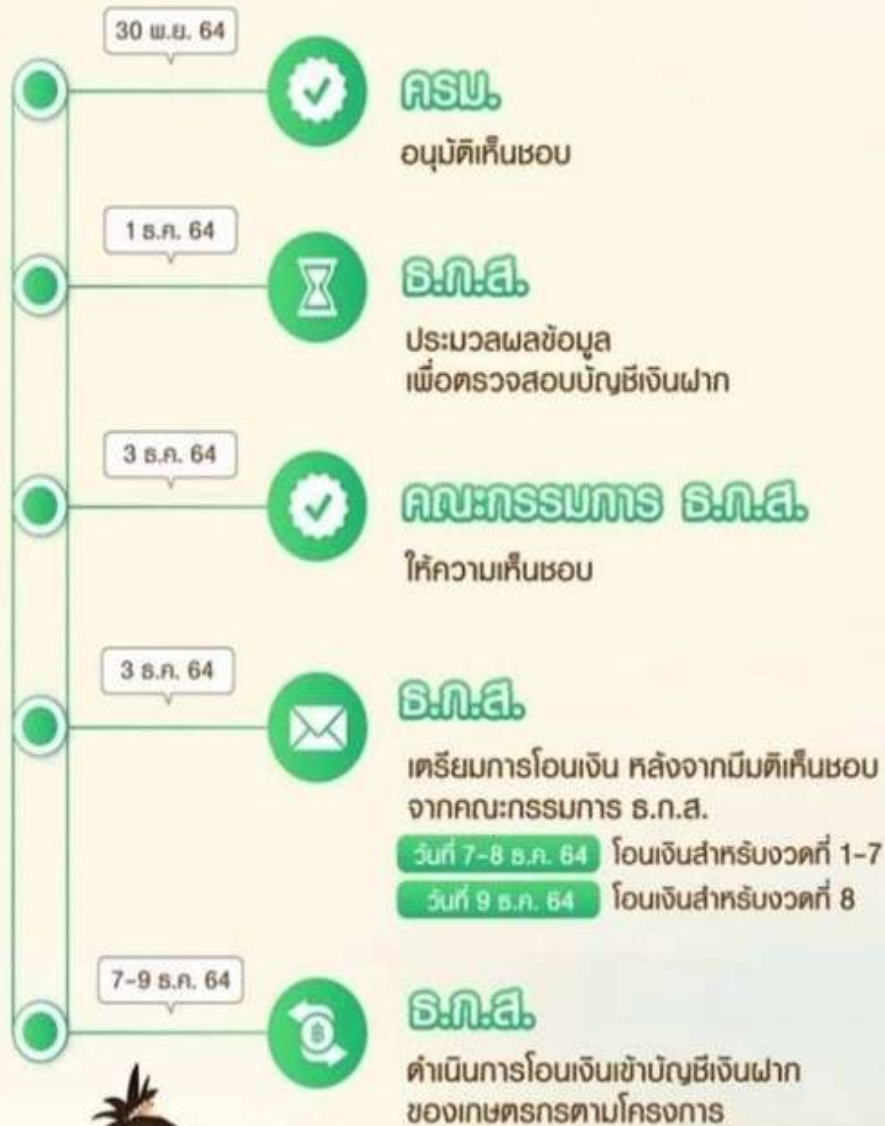 30 พ.ย. 64
ครม.
อนุมัติเห็นชอบ
1 ธ.ค. 64
ธ.ก.ส.
ประมวลผลข้อมูล
เพื่อตรวจสอบบัญชีเงินฝาก
3 ธ.ค. 64
คณะกรรมการ ธ.ก.ส.
ให้ความเห็นชอบ
3 ธ.ค. 64
ธ.ก.ส.
เตรียมการโอนเงิน หลังจากมีมติเห็นชอบ
จากคณะกรรมการ ธ.ก.ส.
วันที่ 7-8 ธ.ค. 64 โอนเงินสำหรับงวดที่ 1-7
วันที่ 9 ธ.ค. 64 โอนเงินสำหรับงวดที่ 8
7-9 ธ.ค. 64
ธ.ก.ส.
ดำเนินการโอนเงินเข้าบัญชีเงินฝาก
ของเกษตรกรตามโครงการ